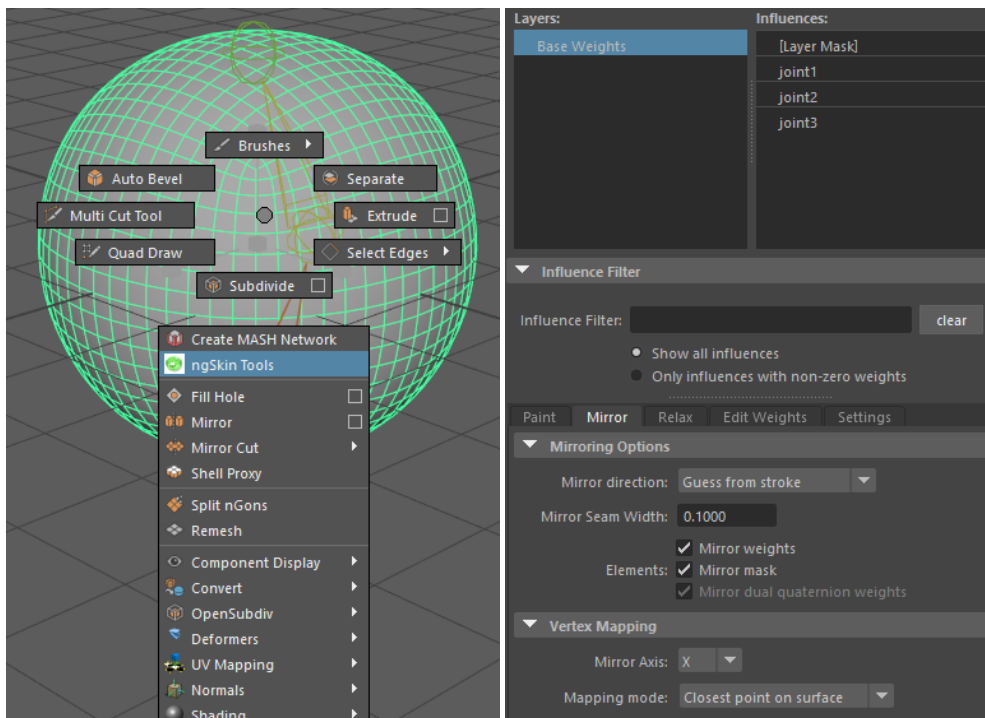 Brushes
Auto Bevel
Separate
Multi Cut Tool
Extrude
Quad Draw
Select Edges
Subdivide
Create MASH Network
ngSkin Tools
Fill Hole
Mirror
Mirror Cut
Shell Proxy
Split nGons
Remesh
Component Display
Convert
OpenSubdiv
Deformers
UV Mapping
Normals
Shading
Layers:
Influences:
Base Weights
[Layer Mask]
joint1
joint2
joint3
Influence Filter
Influence Filter:
clear
Show all influences
Only influences with non-zero weights
Paint Mirror Relax Edit Weights Settings
Mirroring Options
Mirror direction: Guess from stroke
Mirror Seam Width: 0.1000
Mirror weights
Elements: Mirror mask
Mirror dual quaternion weights
Vertex Mapping
Mirror Axis: X
Mapping mode: Closest point on surface